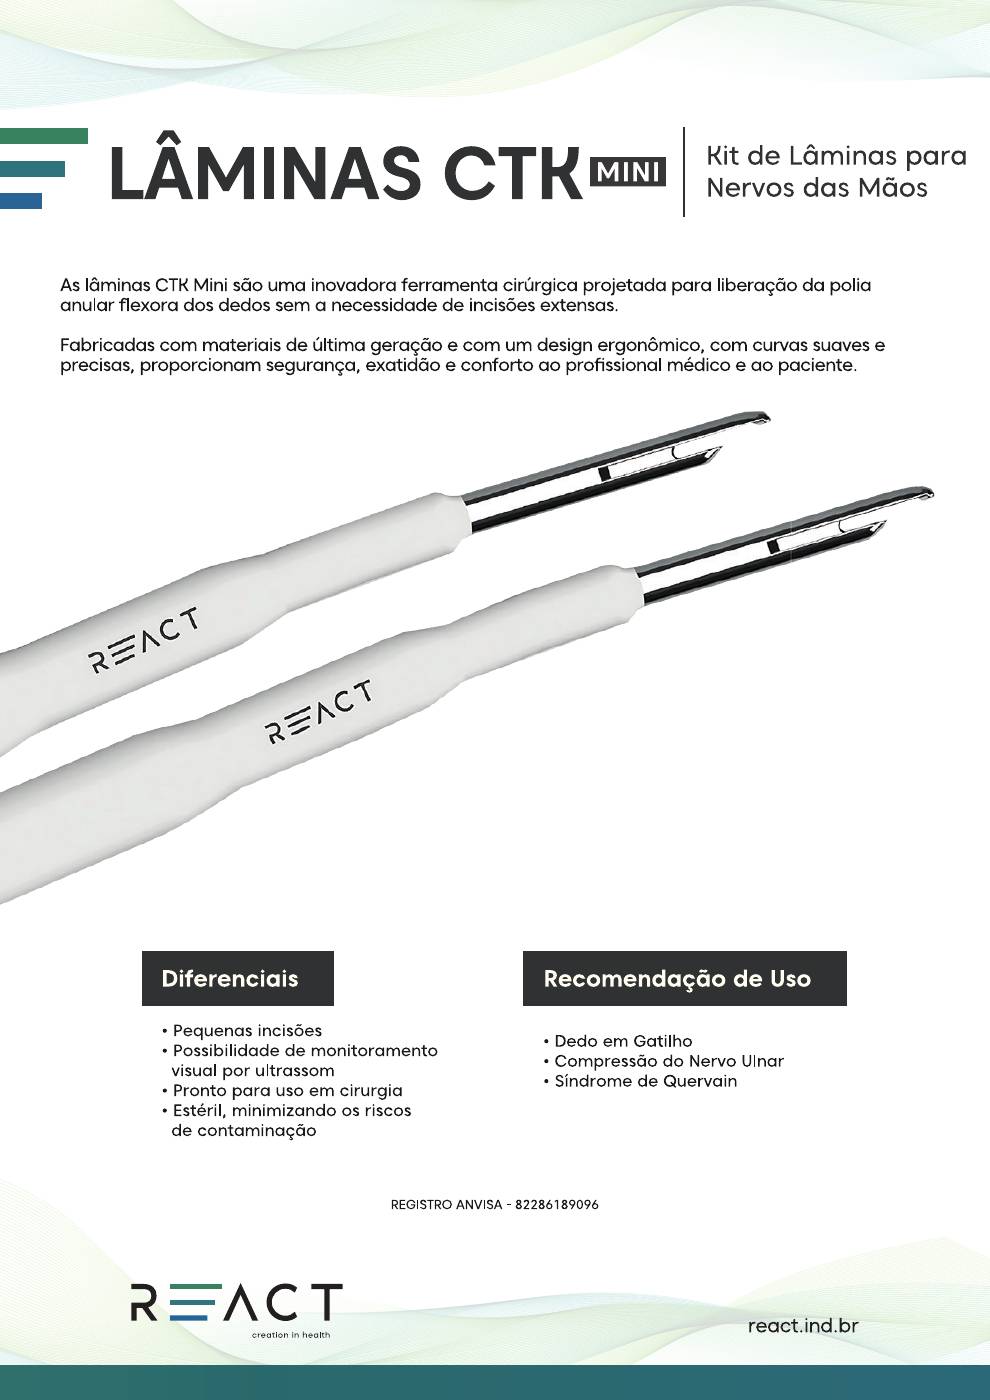 LÂMINAS CTK MINI
Kit de Lâminas para
Nervos das Mãos
As lâminas CTK Mini são uma inovadora ferramenta cirúrgica projetada para liberação da polia
anular flexora dos dedos sem a necessidade de incisões extensas.
Fabricadas com materiais de última geração e com um design ergonômico, com curvas suaves e
precisas, proporcionam segurança, exatidão e conforto ao profissional médico e ao paciente.
REACT
REACT
Diferenciais
• Pequenas incisões
• Possibilidade de monitoramento
visual por ultrassom
• Pronto para uso em cirurgia
• Estéril, minimizando os riscos
de contaminação
Recomendação de Uso
• Dedo em Gatilho
• Compressão do Nervo Ulnar
• Síndrome de Quervain
REGISTRO ANVISA - 82286189096
REACT
creation in health
react.ind.br